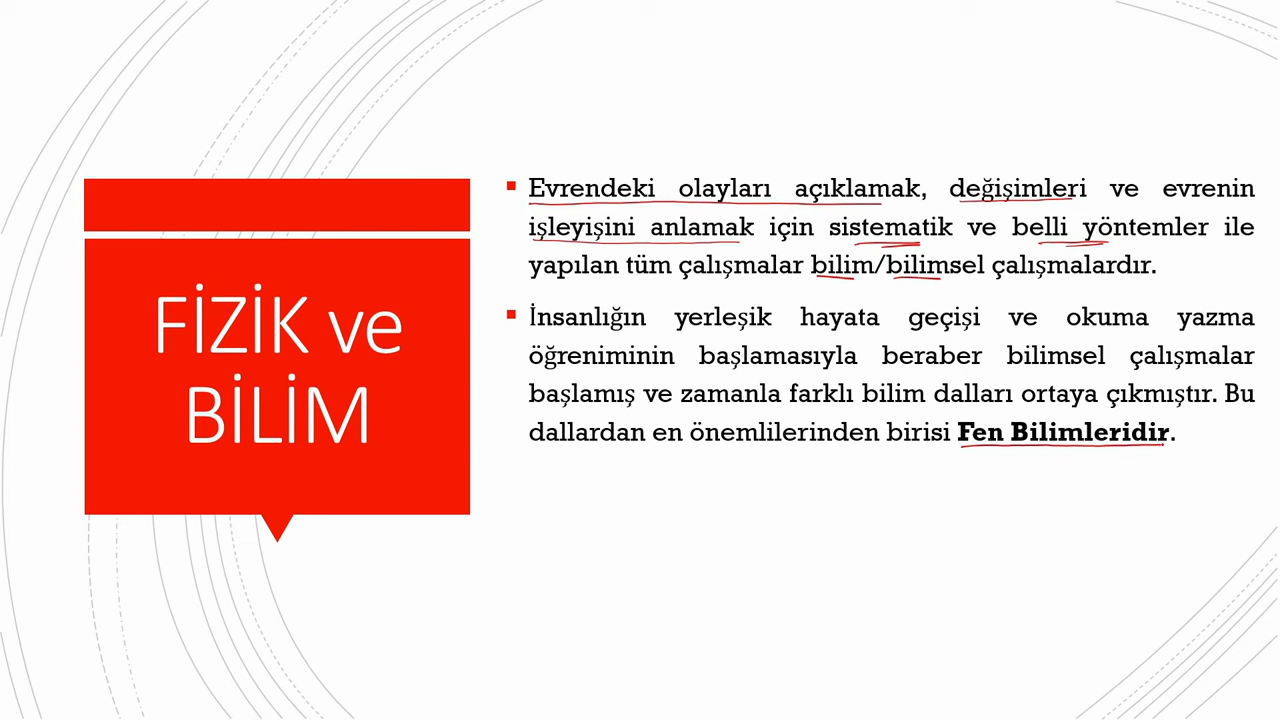 FİZİK ve
BİLİM
Evrendeki olayları açıklamak, değişimleri ve evrenin
işleyişini anlamak için sistematik ve belli yöntemler ile
yapılan tüm çalışmalar bilim/bilimsel çalışmalardır.
İnsanlığın yerleşik hayata geçişi ve okuma yazma
öğreniminin başlamasıyla beraber bilimsel çalışmalar
başlamış ve zamanla farklı bilim dalları ortaya çıkmıştır. Bu
dallardan en önemlilerinden birisi Fen Bilimleridir.